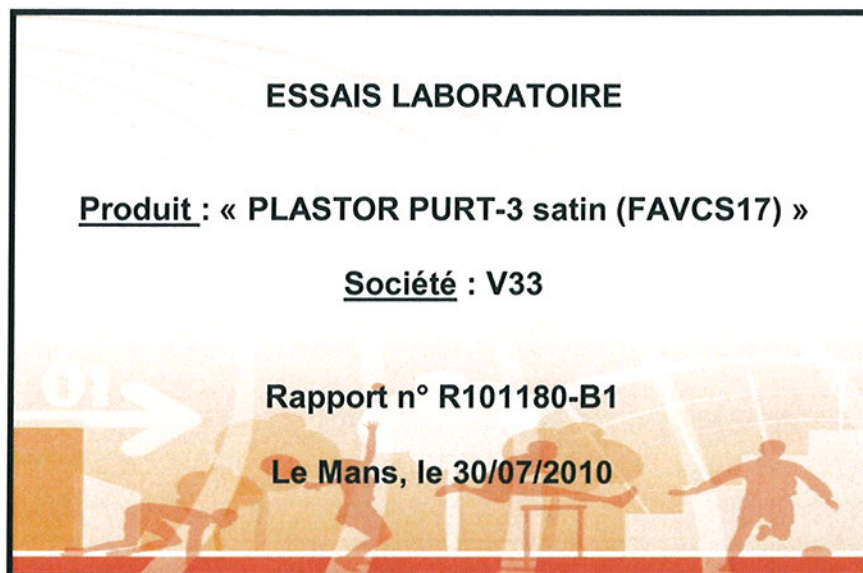 ESSAIS LABORATOIRE
Produit : « PLASTOR PURT-3 satin (FAVCS17) »
Société : V33
01
Rapport n° R101180-B1
Le Mans, le 30/07/2010